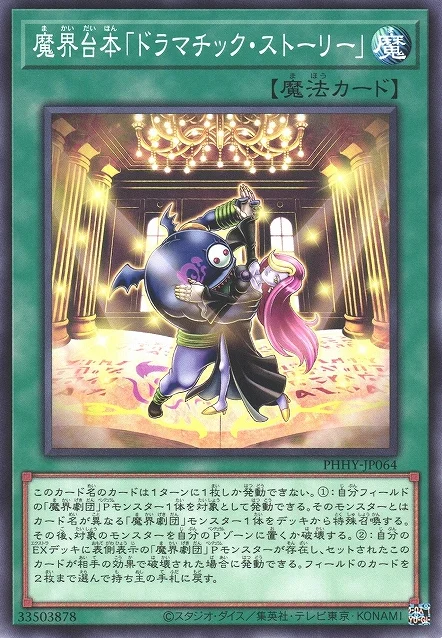 魔界台本「ドラマチック・ストーリー」
魔
【魔法カード】
PHHY-JP064
このカード名のカードは1ターンに1枚しか発動できない。①:自分フィールド
の「魔界劇団」Pモンスター1体を対象として発動できる。そのモンスターとは
カード名が異なる「魔界劇団」モンスター1体をデッキから特殊召喚する。
その後、対象のモンスターを自分のPゾーンに置くか破壊する。②:自分の
EXデッキに表側表示の「魔界劇団」Pモンスターが存在し、セットされたこの
カードが相手の効果で破壊された場合に発動できる。フィールドのカードを
2枚まで選んで持ち主の手札に戻す。
33503878
©スタジオ・ダイス/集英社・テレビ東京・KONAMI